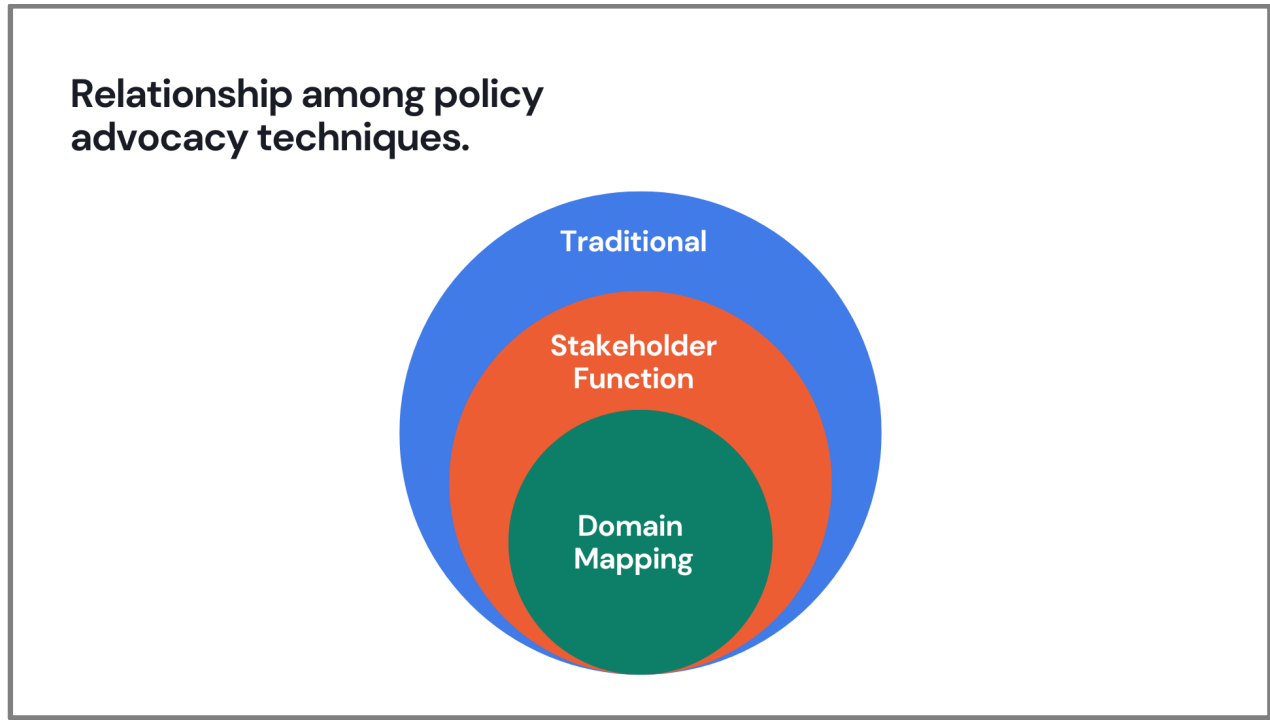 Relationship among policy
advocacy techniques.
Traditional
Stakeholder
Function
Domain
Mapping